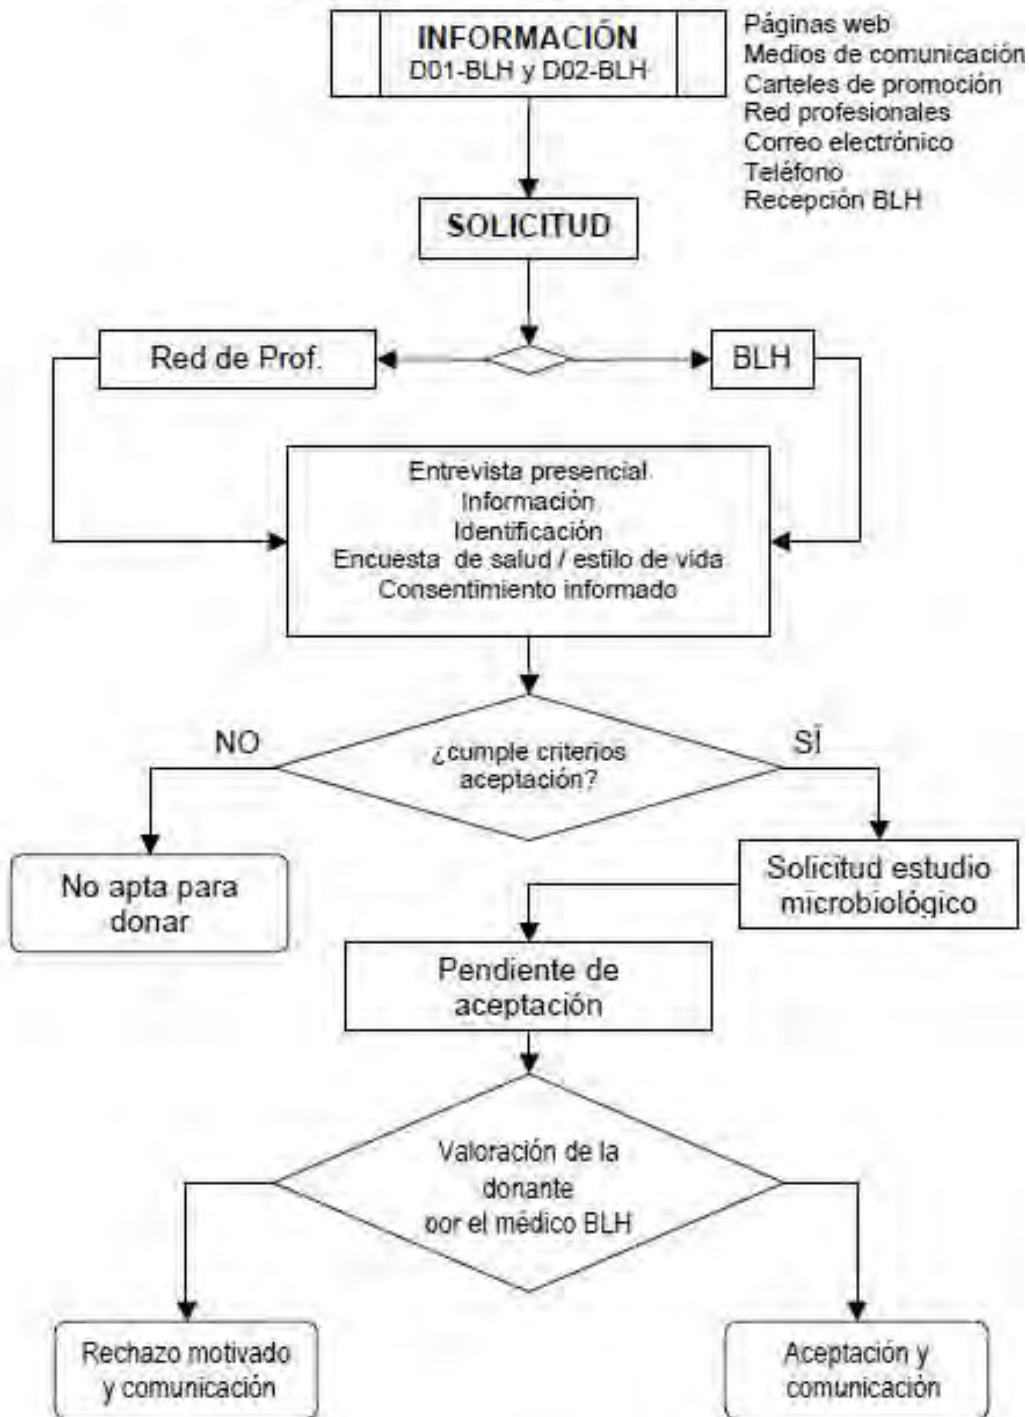 INFORMACIÓN
D01-BLH y D02-BLH
Páginas web
Medios de comunicación
Carteles de promoción
Red profesionales
Correo electrónico
Teléfono
Recepción BLH
SOLICITUD
Red de Prof.
BLH
Entrevista presencial
Información
Identificación
Encuesta de salud / estilo de vida
Consentimiento informado
NO
¿cumple criterios
aceptación?
SÍ
No apta para
donar
Solicitud estudio
microbiológico
Pendiente de
aceptación
Valoración de la
donante
por el médico BLH
Rechazo motivado
y comunicación
Aceptación y
comunicación